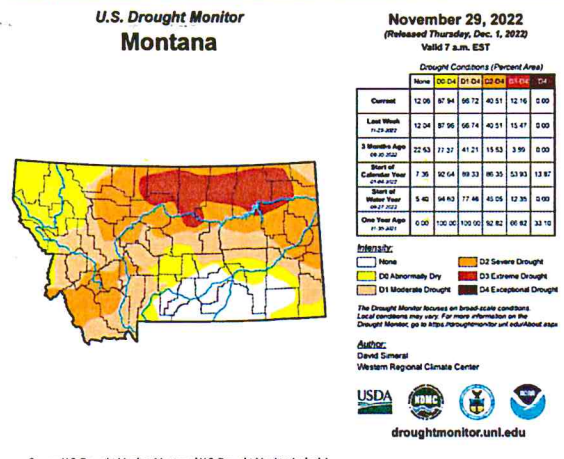 U.S. Drought Monitor
Montana
November 29, 2022
(Released Thursday, Dec. 1, 2022)
Valid 7 a.m. EST
Drought Conditions (Percent Area)
None D0-D4 D1-D4 D2-D4 D3-D4 D4
Current 12.06 87.94 66.72 40.51 12.16 0.00
Last Week 12.04 87.96 66.74 40.51 15.47 0.00
11-22-2022
3 Months Ago 22.63 77.37 41.21 15.53 3.99 0.00
Start of
Calendar Year 7.36 92.64 89.33 86.35 53.93 13.87
Start of
Water Year 5.40 94.60 77.46 45.05 12.35 0.00
09-27-2022
One Year Ago 0.00 100.00 100.00 92.82 66.62 33.10
11-30-2021
Intensity:
None
D0 Abnormally Dry
D1 Moderate Drought
D2 Severe Drought
D3 Extreme Drought
D4 Exceptional Drought
The Drought Monitor focuses on broad-scale conditions.
Local conditions may vary. For more information on the
Drought Monitor, go to https://droughtmonitor.unl.edu/About.aspx
Author:
David Simeral
Western Regional Climate Center
USDA
NDMC
NOAA
droughtmonitor.unl.edu